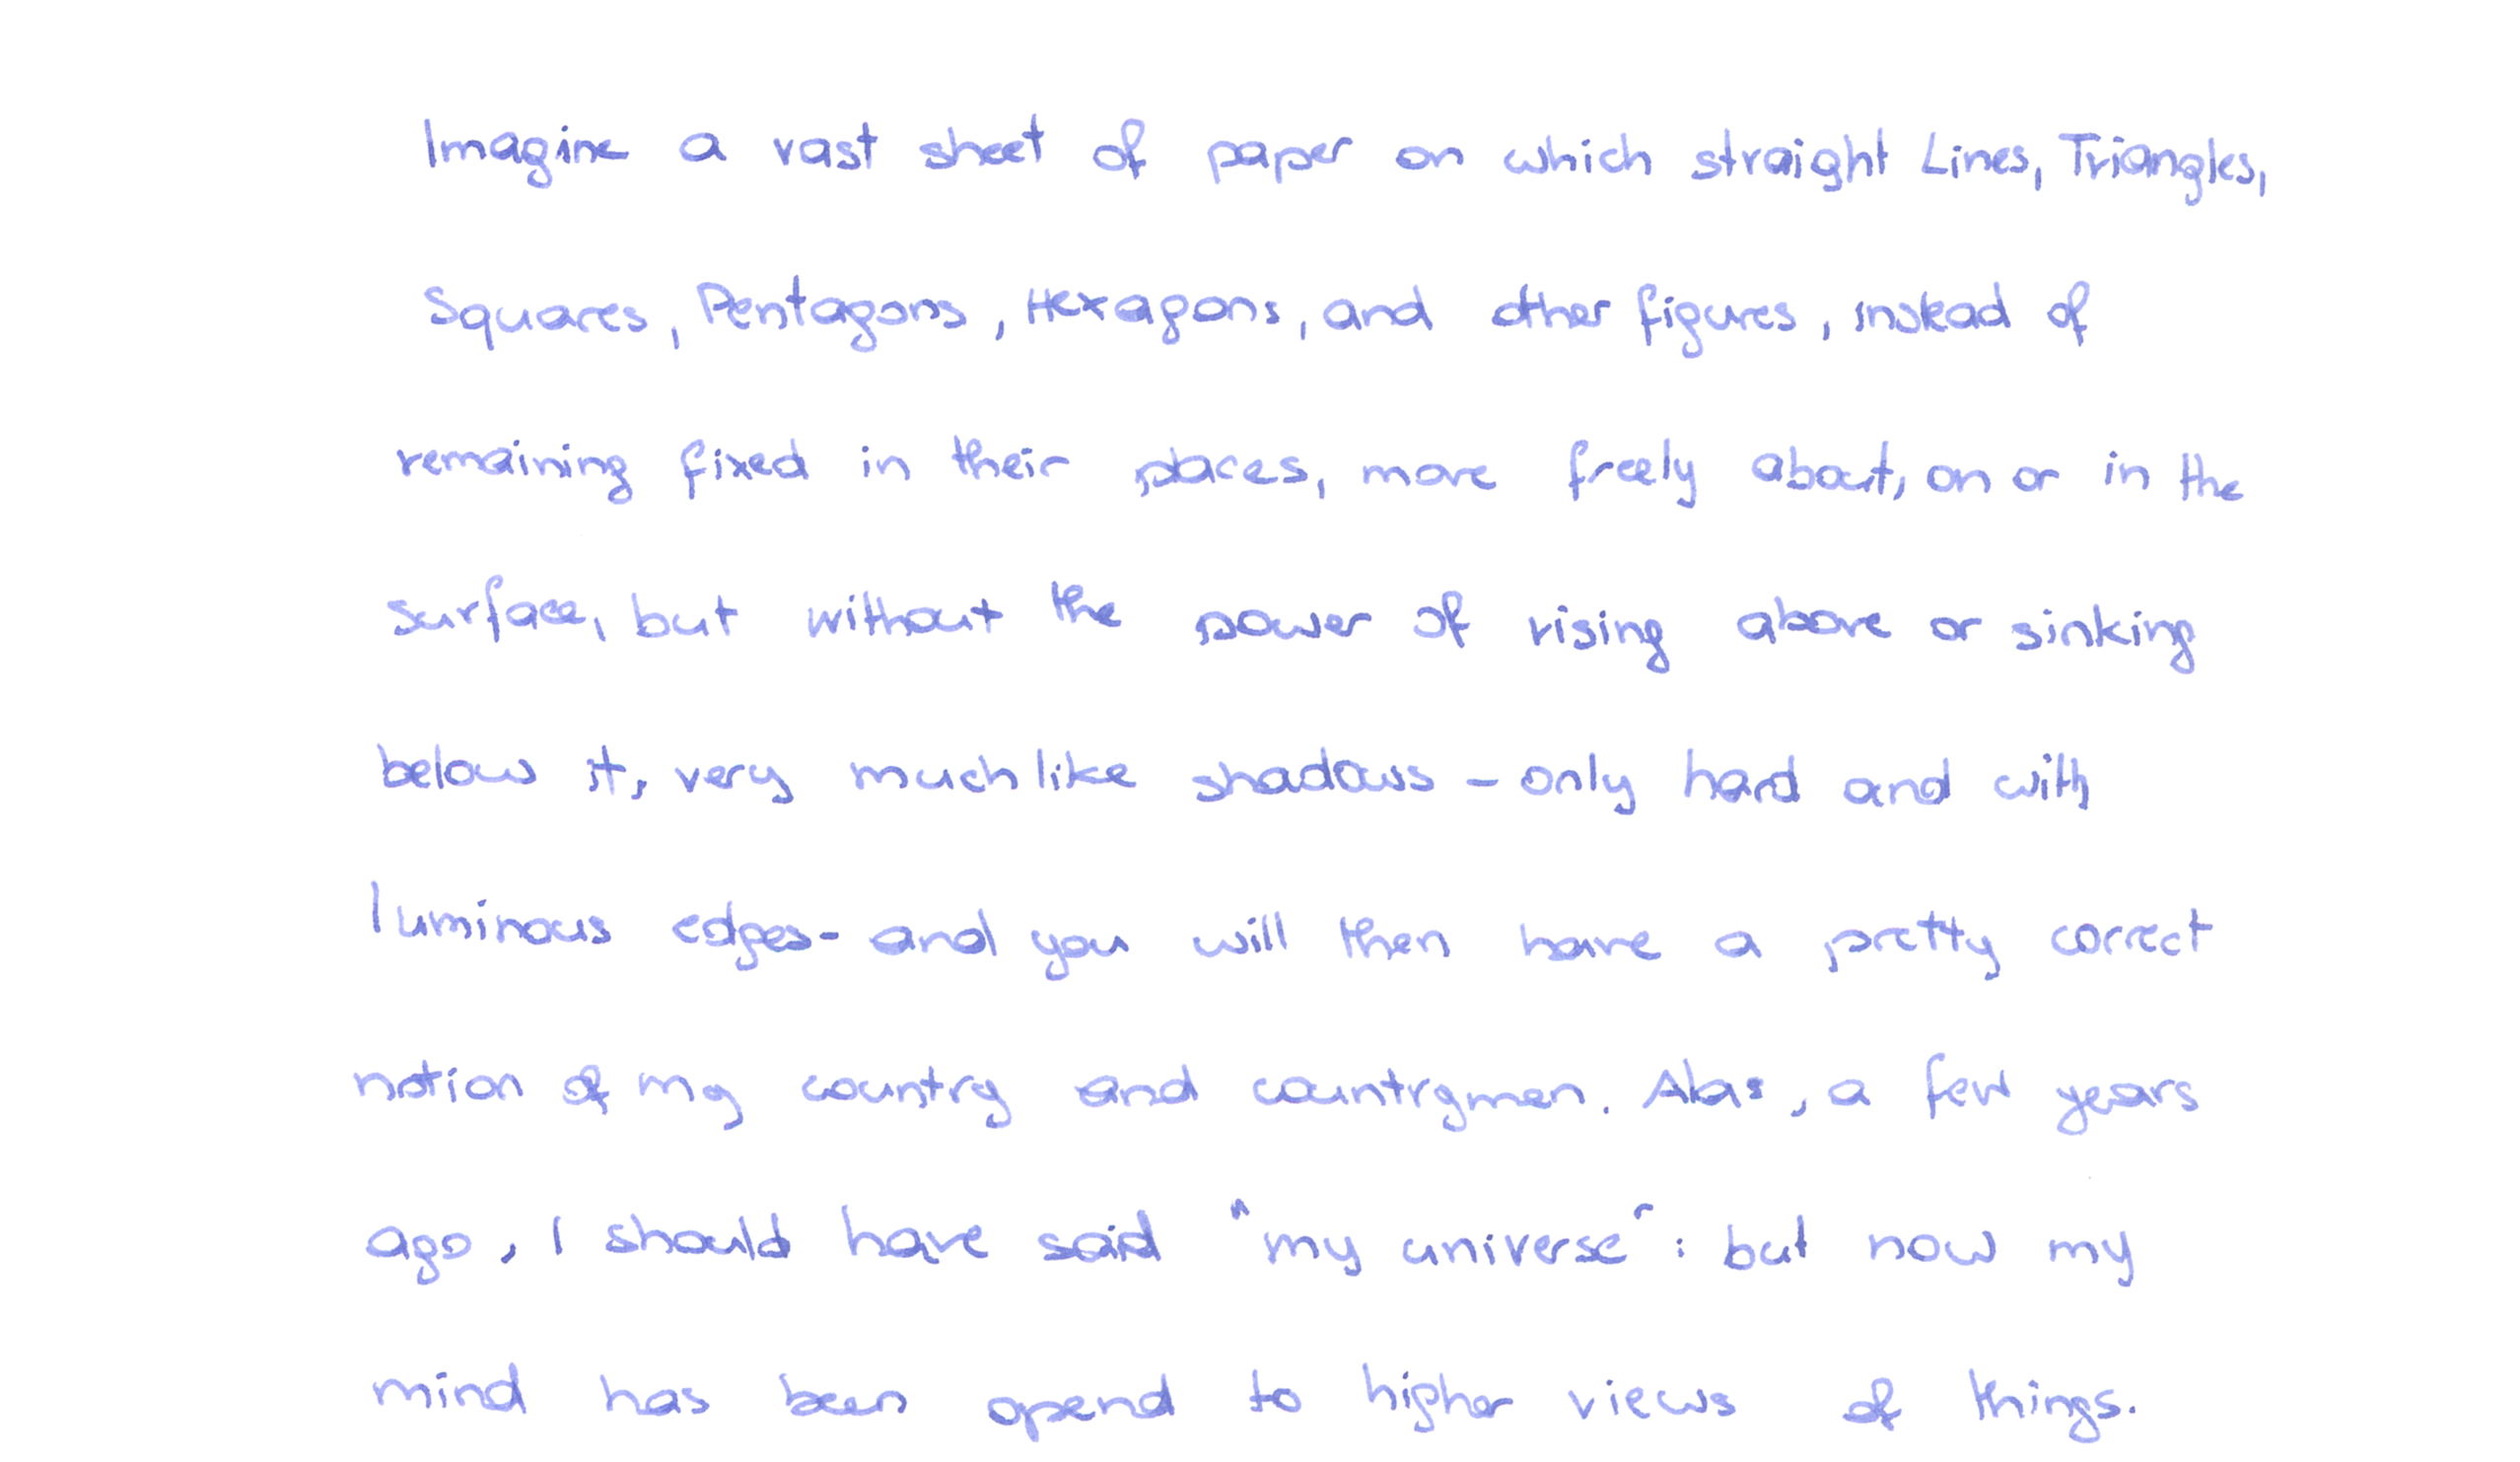 Imagine a vast sheet of paper on which straight Lines, Triangles,
Squares, Pentagons, Hexagons, and other figures, instead of
remaining fixed in their places, move freely about, on or in the
surface, but without the power of rising above or sinking
below it, very much like shadows - only hard and with
luminous edges - and you will then have a pretty correct
notion of my country and countrymen. Alas, a few years
ago, I should have said "my universe": but now my
mind has been opend to higher views of things.